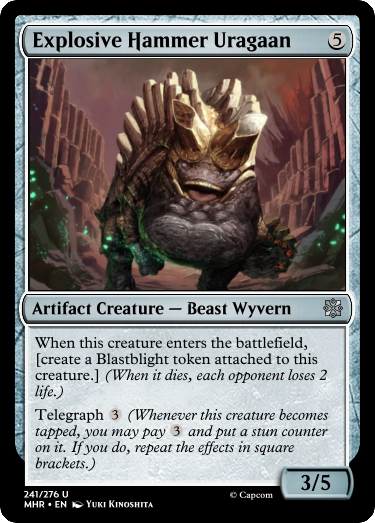 Explosive Hammer Uragaan 5
Artifact Creature — Beast Wyvern
When this creature enters the battlefield,
[create a Blastblight token attached to this
creature.] (When it dies, each opponent loses 2
life.)
Telegraph 3 (Whenever this creature becomes
tapped, you may pay 3 and put a stun counter
on it. If you do, repeat the effects in square
brackets.)
3/5
241/276 U
MHR • EN Yuki Kinoshita
© Capcom